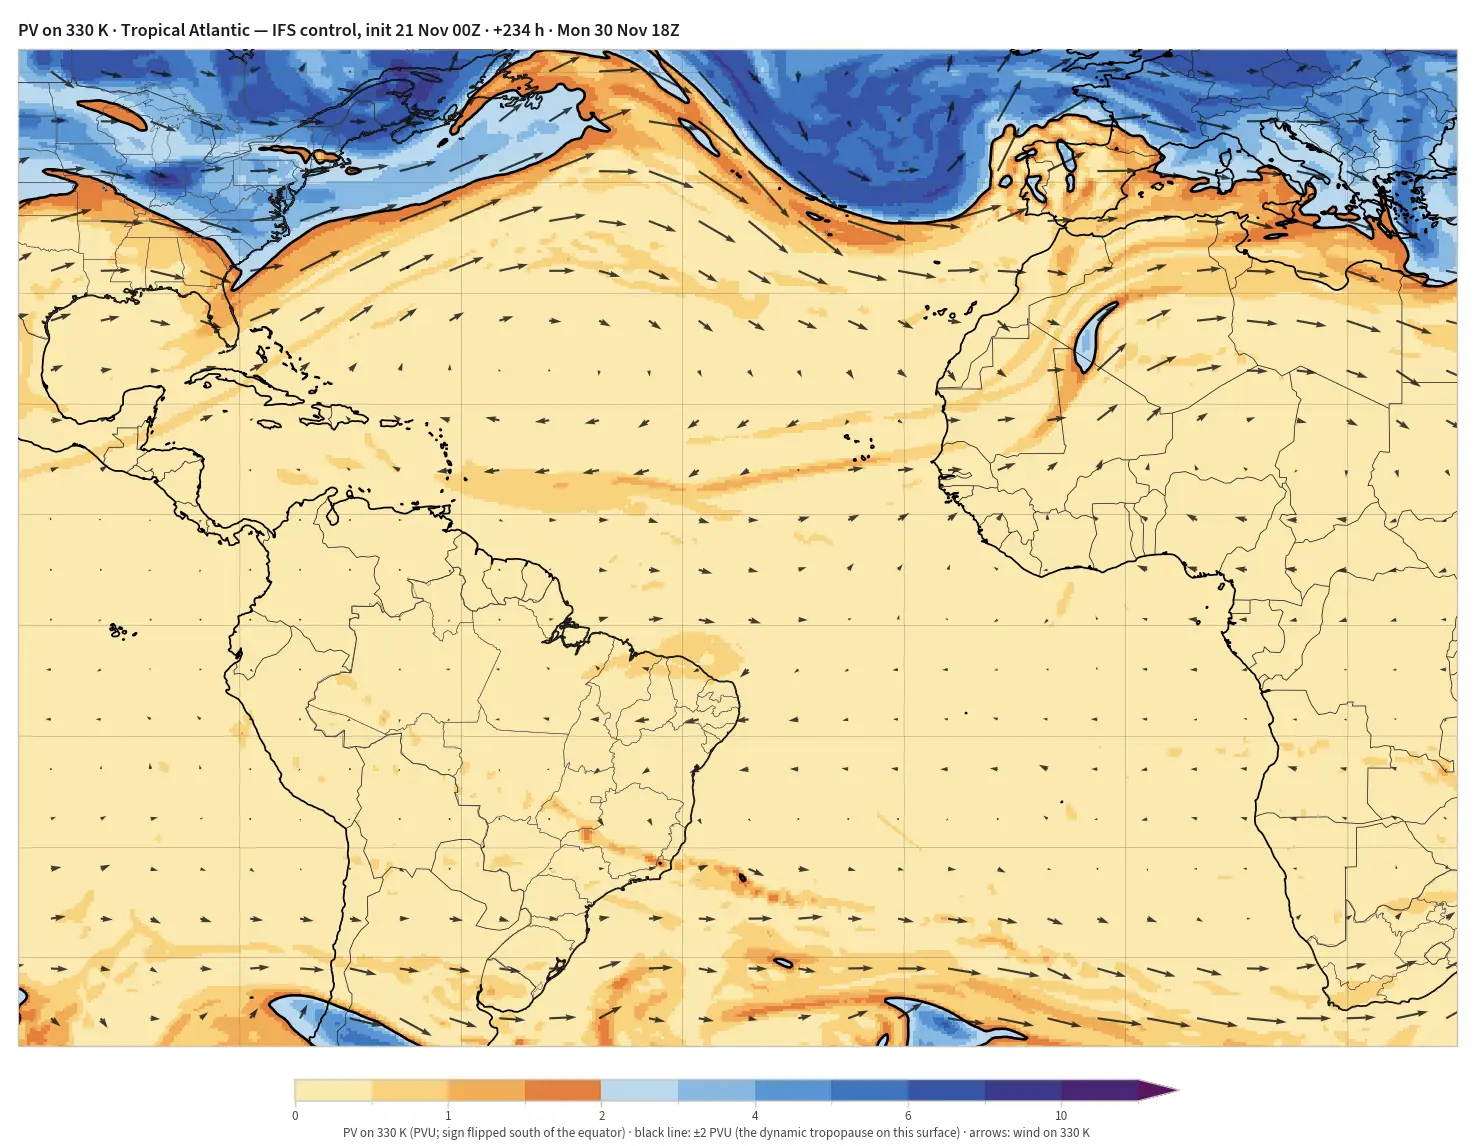 PV on 330 K · Tropical Atlantic — IFS control, init 21 Nov 00Z · +234 h · Mon 30 Nov 18Z
0 1 2 4 6 10
PV on 330 K (PVU; sign flipped south of the equator) · black line: ±2 PVU (the dynamic tropopause on this surface) · arrows: wind on 330 K